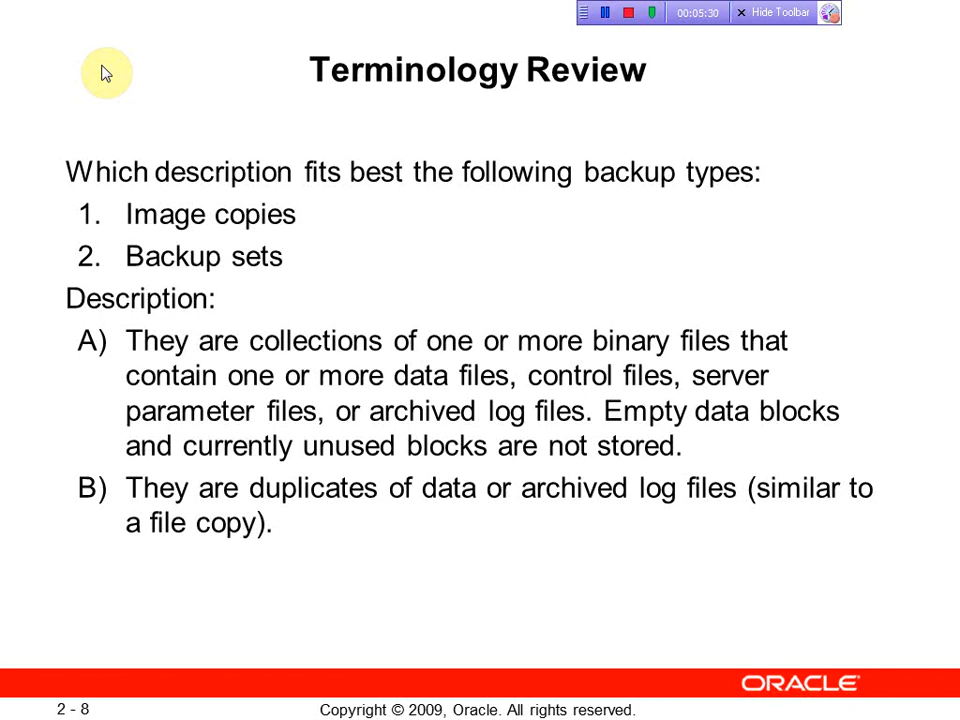 00:05:30 Hide Toolbar
Terminology Review
Which description fits best the following backup types:
1. Image copies
2. Backup sets
Description:
A) They are collections of one or more binary files that
contain one or more data files, control files, server
parameter files, or archived log files. Empty data blocks
and currently unused blocks are not stored.
B) They are duplicates of data or archived log files (similar to
a file copy).
ORACLE
2 - 8
Copyright © 2009, Oracle. All rights reserved.